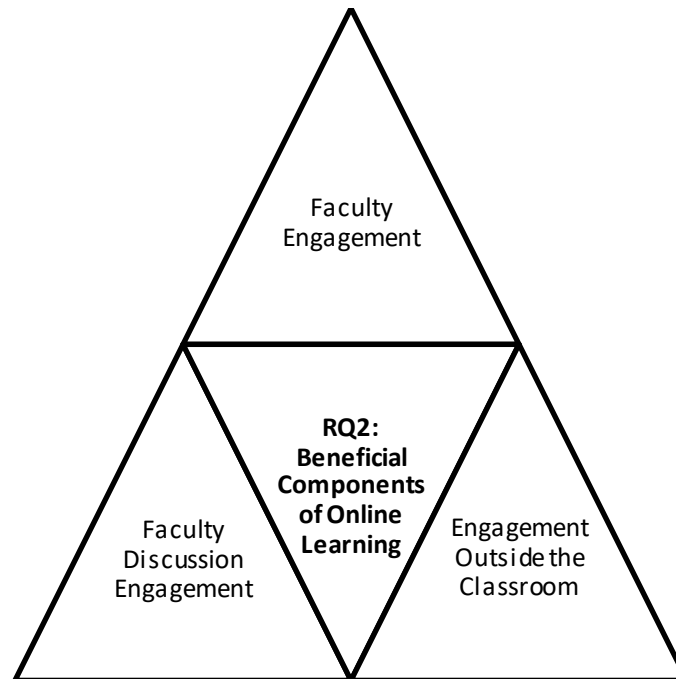 Faculty
Engagement
RQ2:
Beneficial
Components
of Online
Learning
Faculty
Discussion
Engagement
Engagement
Outside the
Classroom